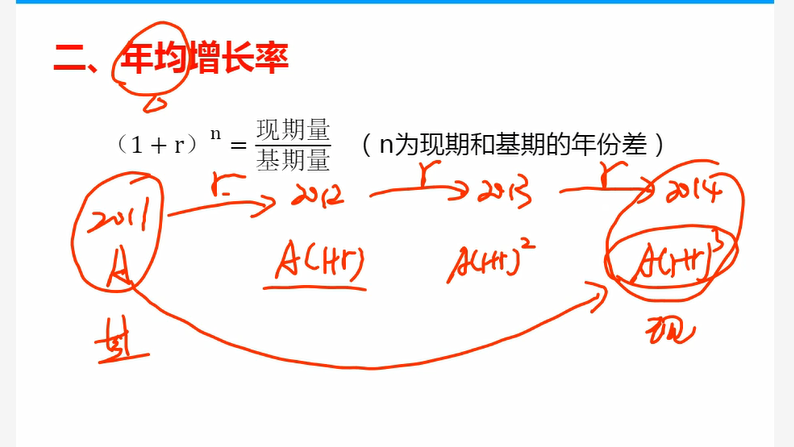 二、年均增长率
（1+r）ⁿ=现期量/基期量 （n为现期和基期的年份差）
2011 r 2012 r 2013 r 2014
A A(1+r) A(1+r)² A(1+r)³
基 现